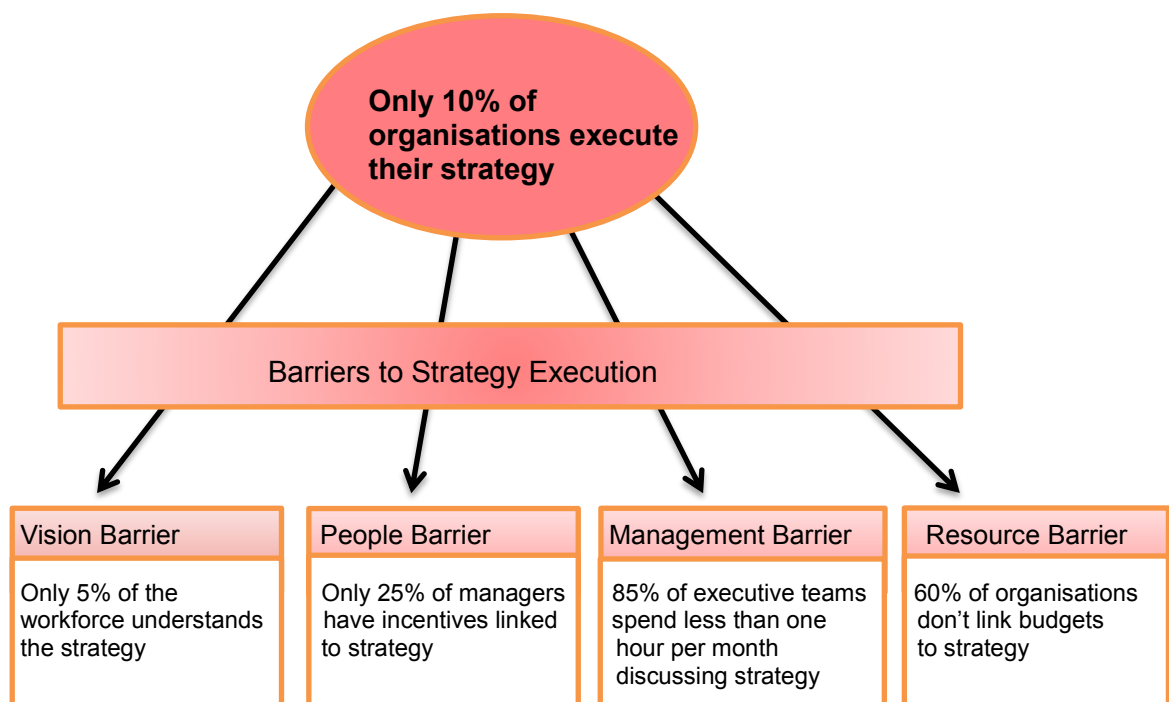 Only 10% of
organisations execute
their strategy
Barriers to Strategy Execution
Vision Barrier
Only 5% of the
workforce understands
the strategy
People Barrier
Only 25% of managers
have incentives linked
to strategy
Management Barrier
85% of executive teams
spend less than one
hour per month
discussing strategy
Resource Barrier
60% of organisations
don’t link budgets
to strategy